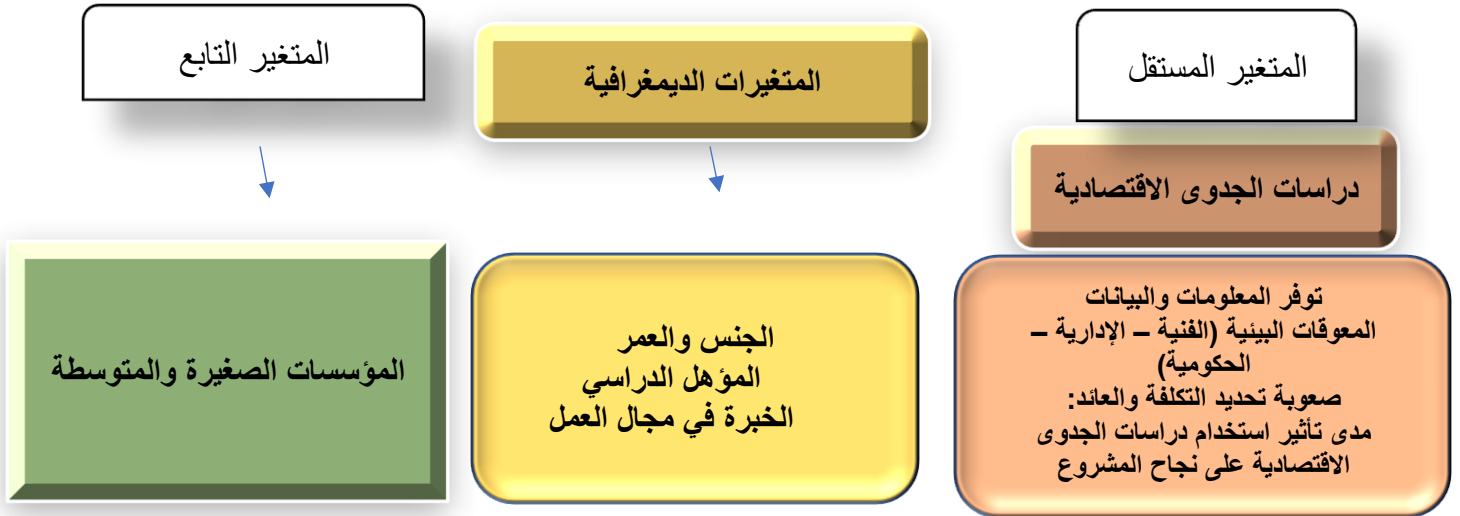 المتغير المستقل
دراسات الجدوى الاقتصادية
توفر المعلومات والبيانات
المعوقات البيئية (الفنية – الإدارية –
الحكومية)
صعوبة تحديد التكلفة والعائد:
مدى تأثير استخدام دراسات الجدوى
الاقتصادية على نجاح المشروع
المتغيرات الديمغرافية
الجنس والعمر
المؤهل الدراسي
الخبرة في مجال العمل
المتغير التابع
المؤسسات الصغيرة والمتوسطة